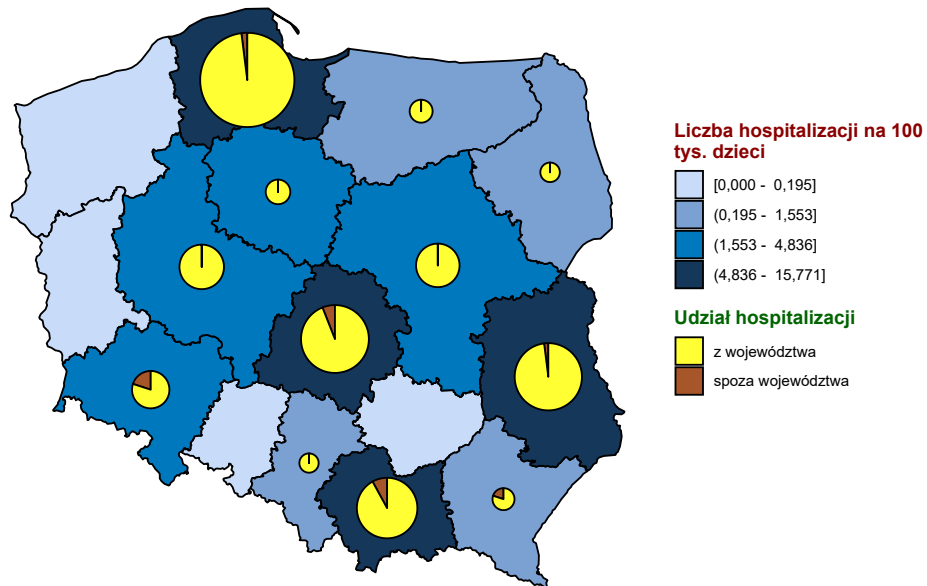 Liczba hospitalizacji na 100
tys. dzieci
[0,000 - 0,195]
(0,195 - 1,553]
(1,553 - 4,836]
(4,836 - 15,771]
Udział hospitalizacji
z województwa
spoza województwa